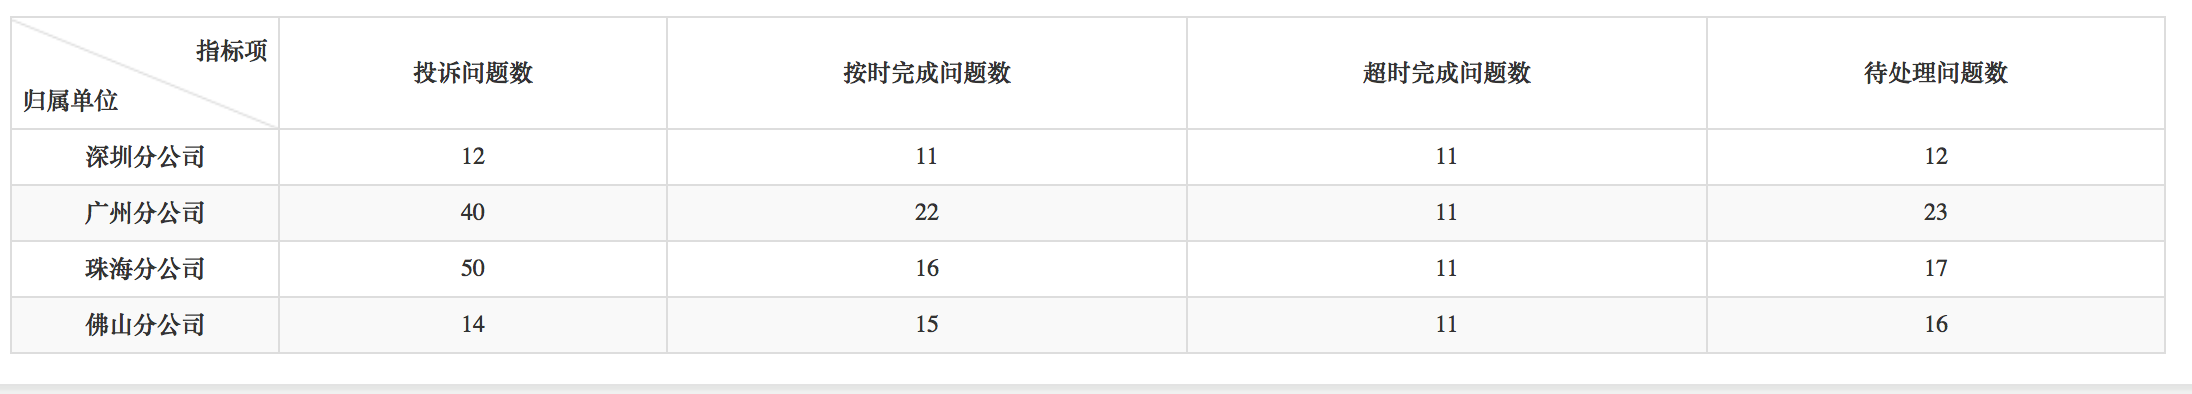 指标项
归属单位
投诉问题数 按时完成问题数 超时完成问题数 待处理问题数
深圳分公司 12 11 11 12
广州分公司 40 22 11 23
珠海分公司 50 16 11 17
佛山分公司 14 15 11 16